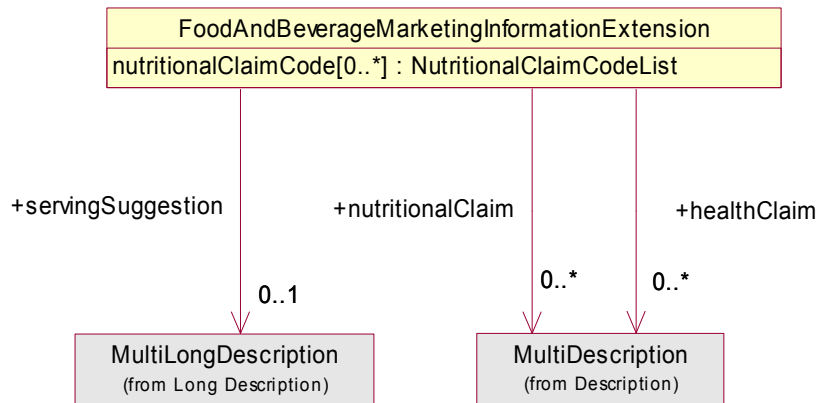 FoodAndBeverageMarketingInformationExtension
nutritionalClaimCode[0..*] : NutritionalClaimCodeList
+servingSuggestion
+nutritionalClaim
+healthClaim
0..1
0..*
0..*
MultiLongDescription
(from Long Description)
MultiDescription
(from Description)